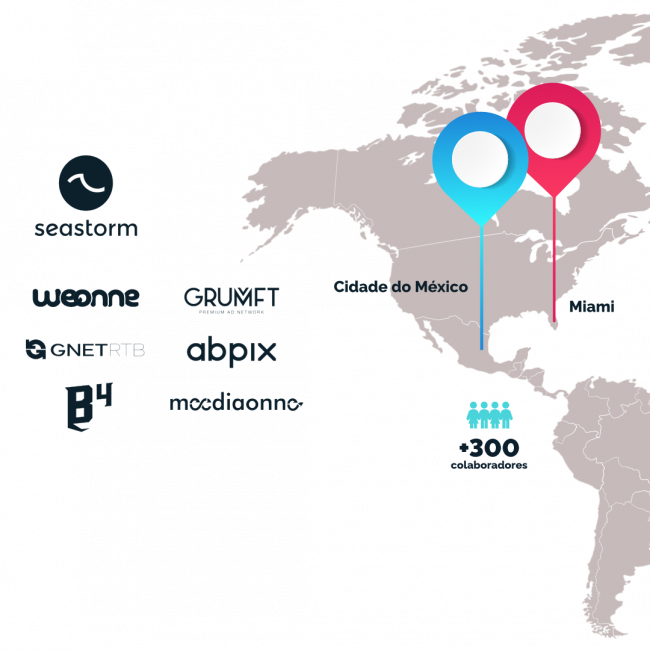 seastorm
weonne
GRUMFT
PREMIUM AD NETWORK
GNETRTB
abpix
B4
mediaonne
Cidade do México
Miami
+300
colaboradores